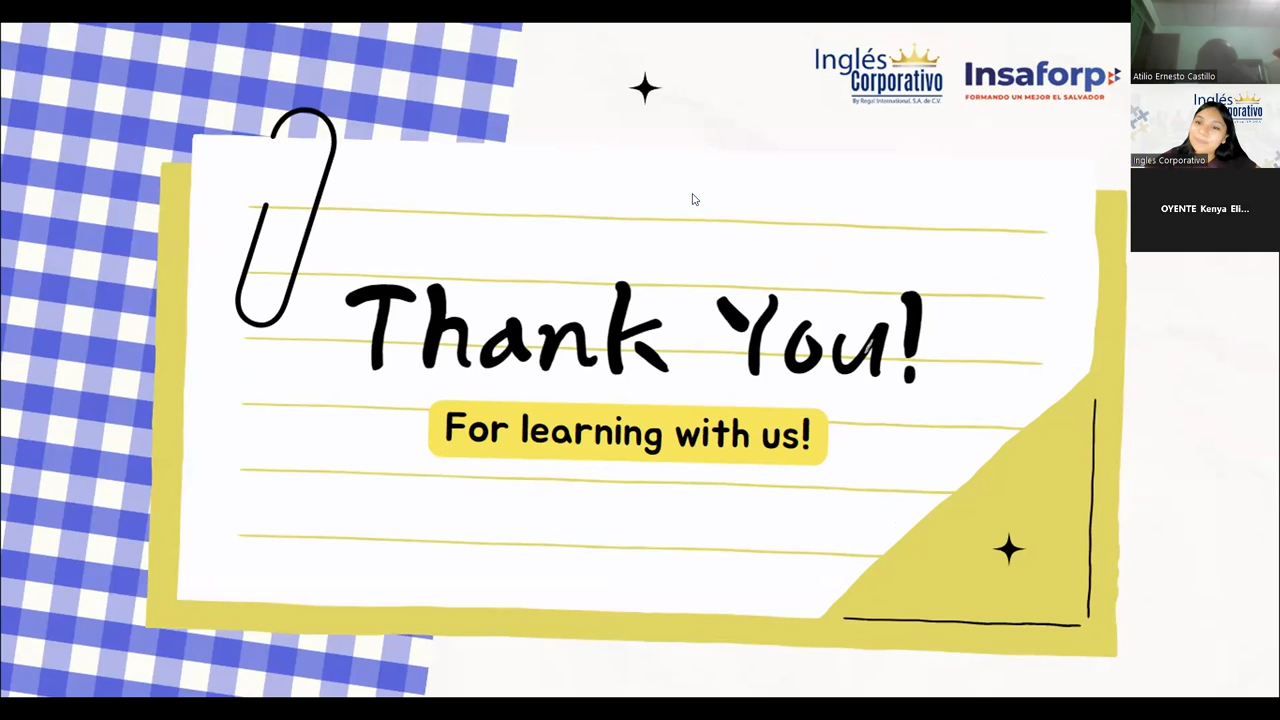 Inglés
Corporativo
By Regal International, S.A. de C.V.
Insaforp
FORMANDO UN MEJOR EL SALVADOR
Thank You!
For learning with us!
Atilio Ernesto Castillo
Inglés
Ingles Corporativo
OYENTE Kenya Eli...